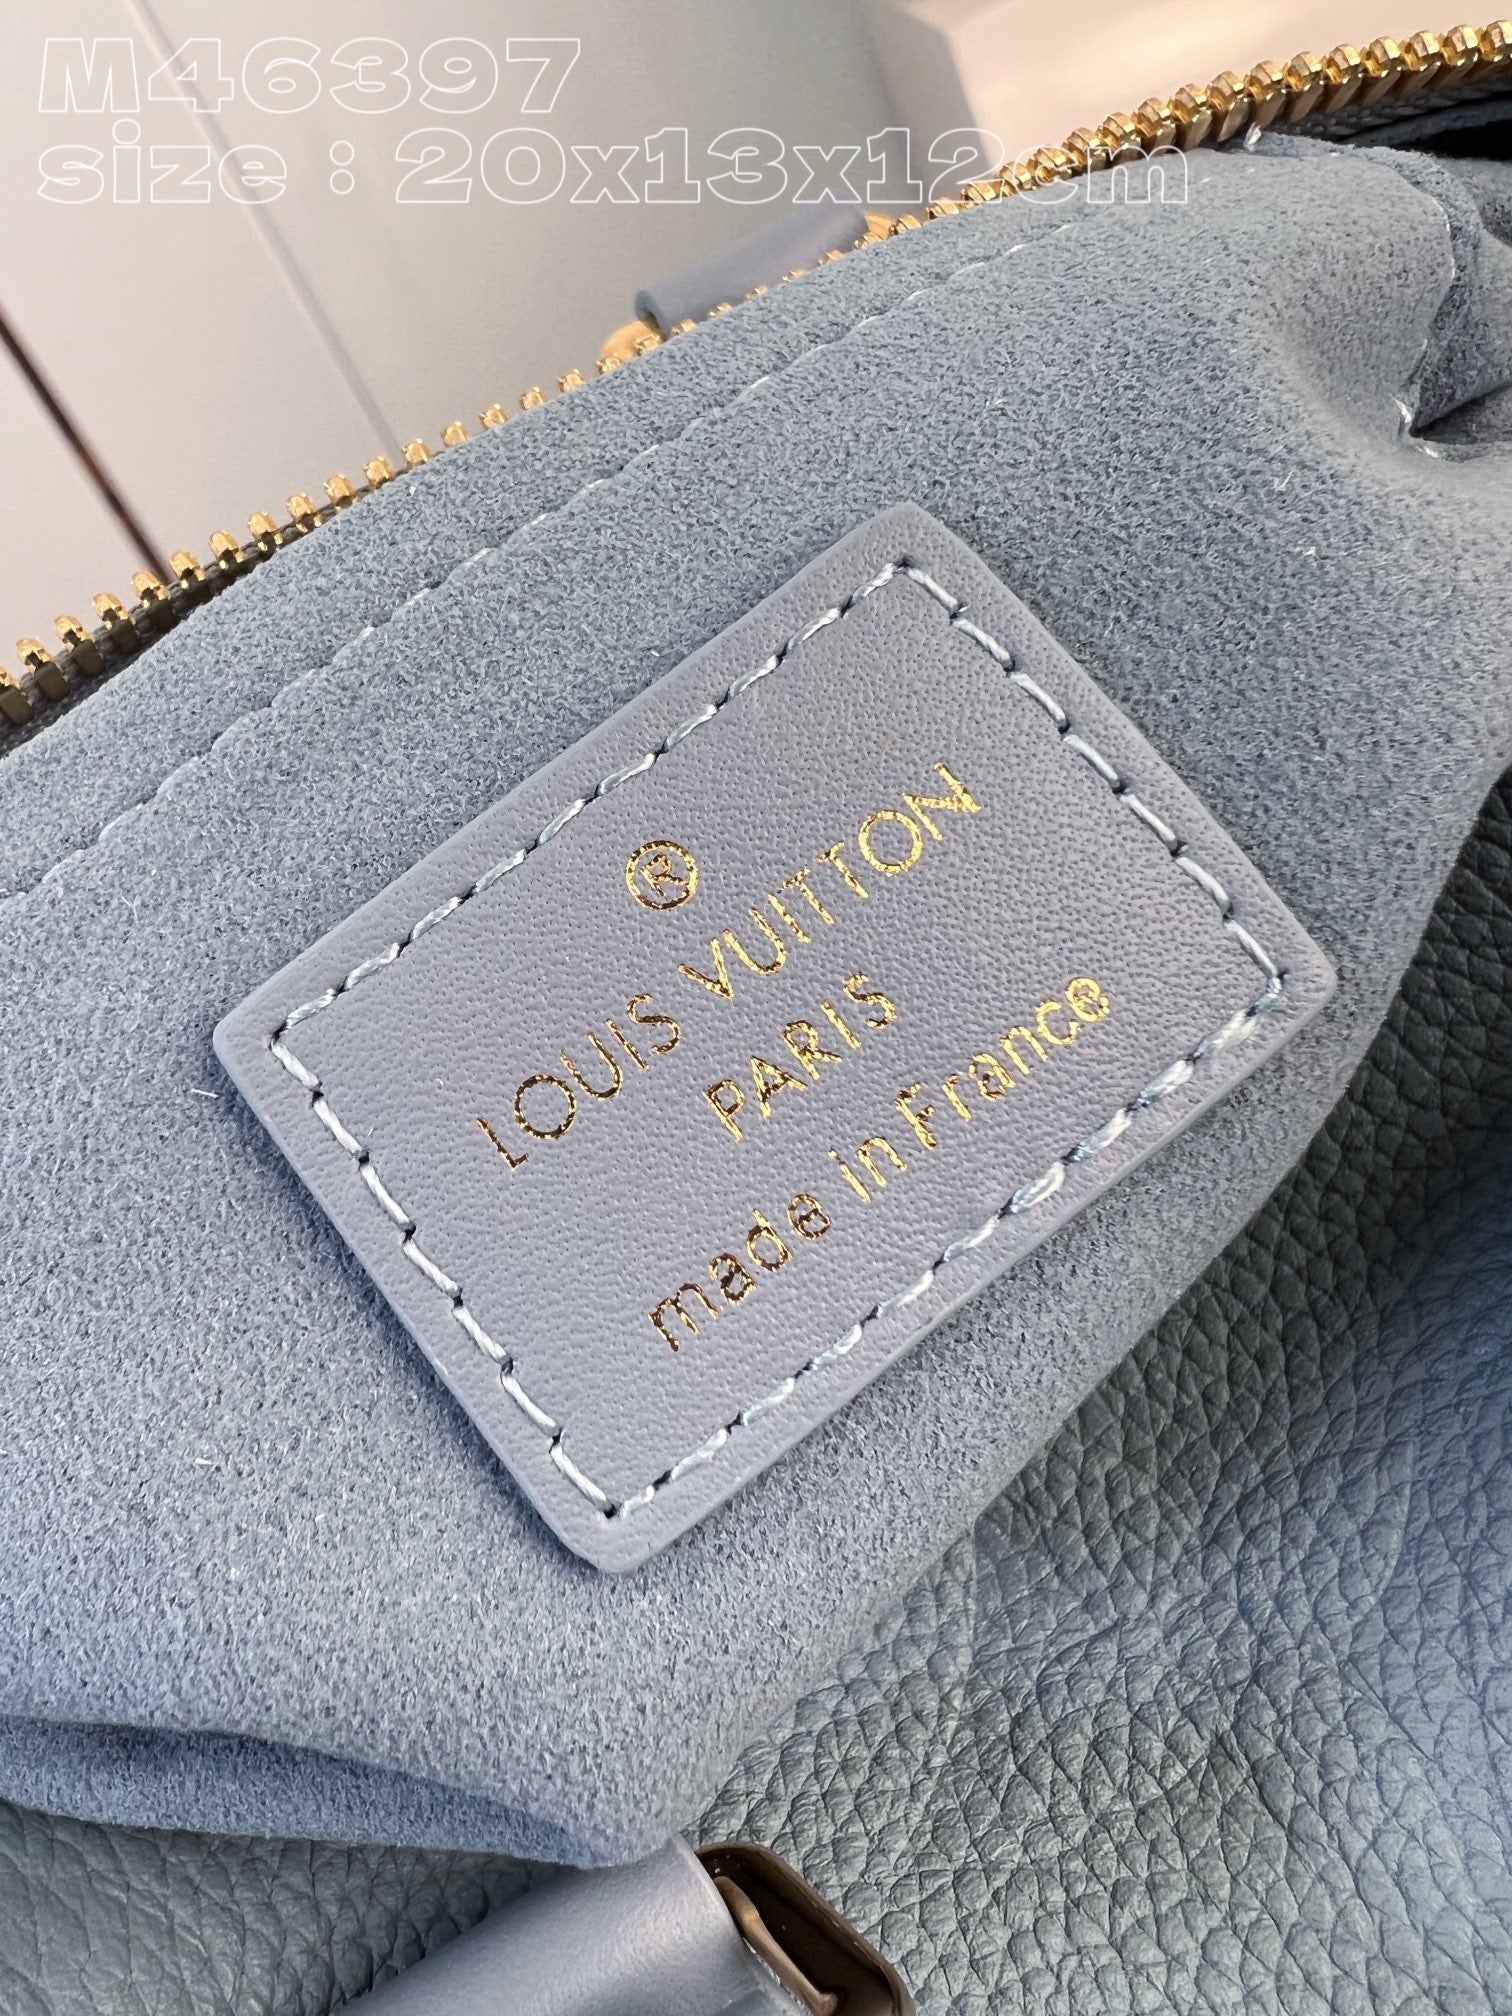 M46397
size : 20x13x12cm
®
LOUIS VUITTON
PARIS
made in France